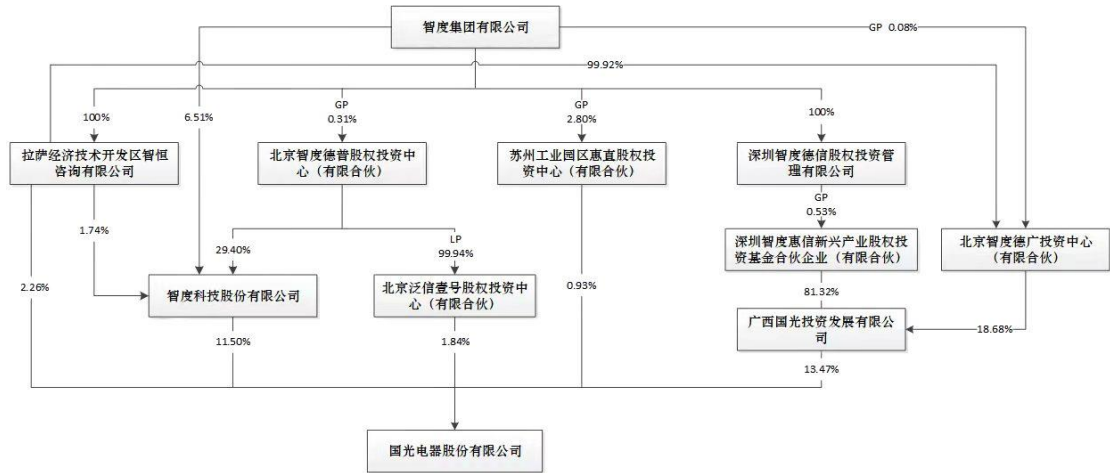 智度集团有限公司
GP 0.08%
99.92%
100%
6.51%
GP
0.31%
GP
2.80%
100%
拉萨经济技术开发区智恒
咨询有限公司
北京智度德普股权投资中
心（有限合伙）
苏州工业园区惠真股权投
资中心（有限合伙）
深圳智度德信股权投资管
理有限公司
GP
0.53%
1.74%
29.40%
LP
99.94%
深圳智度惠信新兴产业股权投
资基金合伙企业（有限合伙）
北京智度德广投资中心
（有限合伙）
2.26%
智度科技股份有限公司
北京泛信壹号股权投资中
心（有限合伙）
0.93%
81.32%
广西国光投资发展有限公
司
18.68%
11.50%
1.84%
13.47%
国光电器股份有限公司